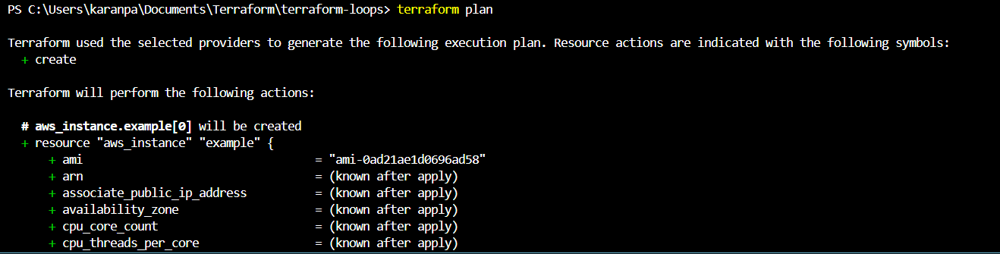 PS C:\Users\karanpa\Documents\Terraform\terraform-loops> terraform plan
Terraform used the selected providers to generate the following execution plan. Resource actions are indicated with the following symbols:
+ create
Terraform will perform the following actions:
# aws_instance.example[0] will be created
+ resource "aws_instance" "example" {
+ ami = "ami-0ad21ae1d0696ad58"
+ arn = (known after apply)
+ associate_public_ip_address = (known after apply)
+ availability_zone = (known after apply)
+ cpu_core_count = (known after apply)
+ cpu_threads_per_core = (known after apply)